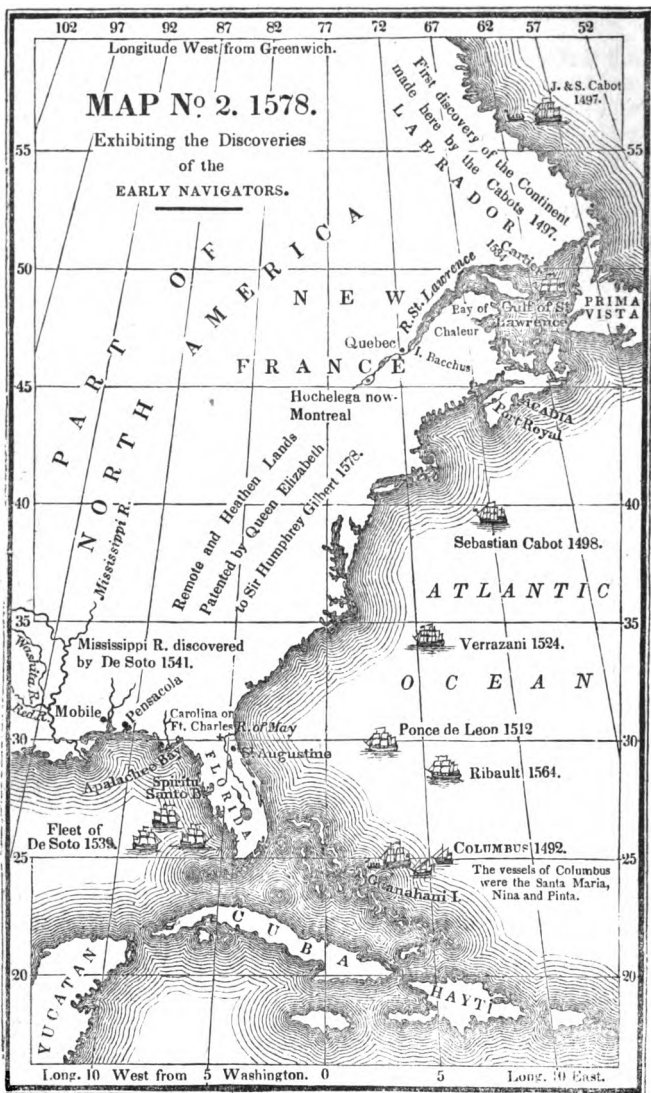 102 97 92 87 82 77 72 67 62 57 52
Longitude West from Greenwich.
MAP Nº 2. 1578.
Exhibiting the Discoveries
of the
EARLY NAVIGATORS.
J. & S. Cabot
1497.
First discovery of the Continent
made here by the Cabots 1497.
LABRADOR
55 55
PART OF
NORTH AMERICA
50 50
Cartier
1534
NEW
FRANCE
R. St. Lawrence
Gulf of St
Lawrence
Bay of
Chaleur
PRIMA
VISTA
Quebec
I. Bacchus
45 45
Hochelega now
Montreal
ACADIA
Port Royal
Remote and Heathen Lands
Patented by Queen Elizabeth
to Sir Humphrey Gilbert 1578.
40 40
Sebastian Cabot 1498.
Mississippi R.
ATLANTIC
OCEAN
35 35
Verrazani 1524.
Mississippi R. discovered
by De Soto 1541.
Washita R.
Red R.
Mobile
Pensacola
Carolina or
Ft. Charles
R. of May
Ponce de Leon 1512
30 30
St Augustine
Apalachee Bay
Ribault 1564.
FLORIDA
Spiritu
Santo B.
Fleet of
De Soto 1539.
COLUMBUS 1492.
25 25
The vessels of Columbus
were the Santa Maria,
Nina and Pinta.
Guanahani I.
CUBA
20 20
YUCATAN
HAYTI
Long. 10 West from 5 Washington. 0 5 Long. 10 East.